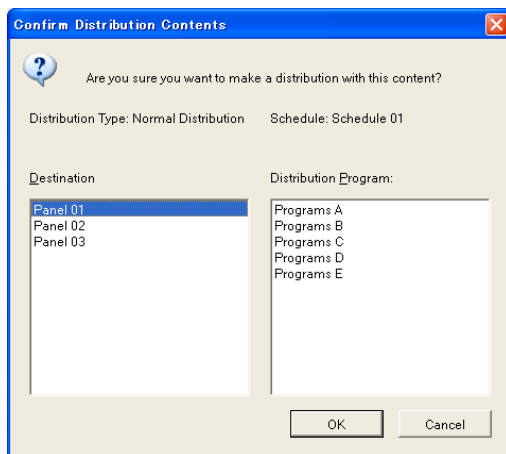 Confirm Distribution Contents
Are you sure you want to make a distribution with this content?
Distribution Type: Normal Distribution Schedule: Schedule 01
Destination Distribution Program:
Panel 01
Panel 02
Panel 03
Programs A
Programs B
Programs C
Programs D
Programs E
OK Cancel